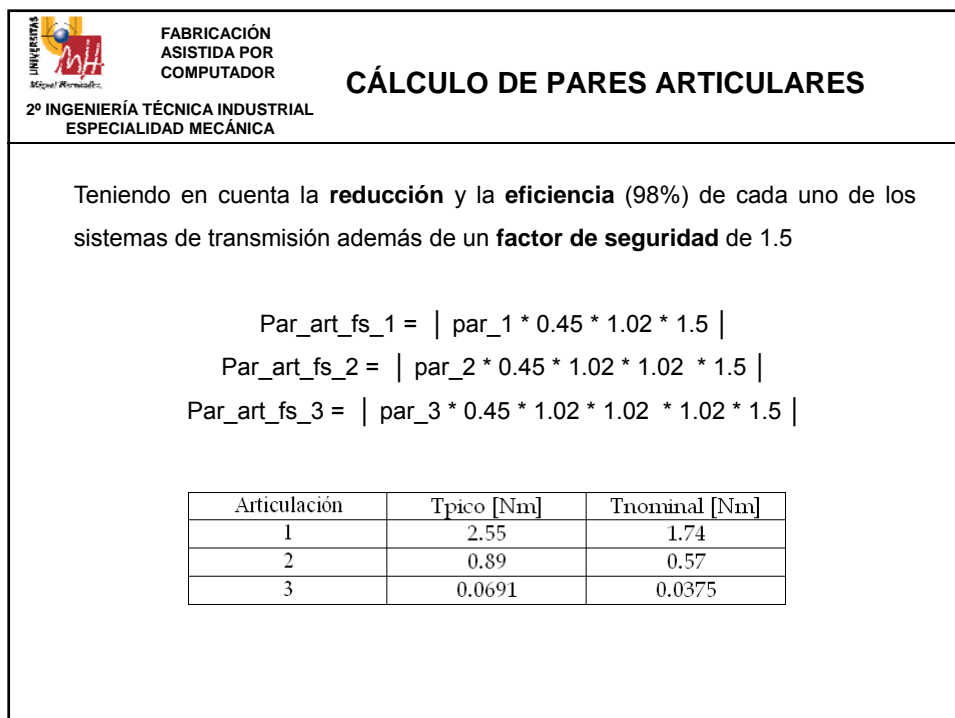 UNIVERSITAS
Miguel Hernández
FABRICACIÓN
ASISTIDA POR
COMPUTADOR
2º INGENIERÍA TÉCNICA INDUSTRIAL
ESPECIALIDAD MECÁNICA
CÁLCULO DE PARES ARTICULARES
Teniendo en cuenta la reducción y la eficiencia (98%) de cada uno de los
sistemas de transmisión además de un factor de seguridad de 1.5
Par_art_fs_1 = | par_1 * 0.45 * 1.02 * 1.5 |
Par_art_fs_2 = | par_2 * 0.45 * 1.02 * 1.02 * 1.5 |
Par_art_fs_3 = | par_3 * 0.45 * 1.02 * 1.02 * 1.02 * 1.5 |
Articulación Tpico [Nm] Tnominal [Nm]
1 2.55 1.74
2 0.89 0.57
3 0.0691 0.0375